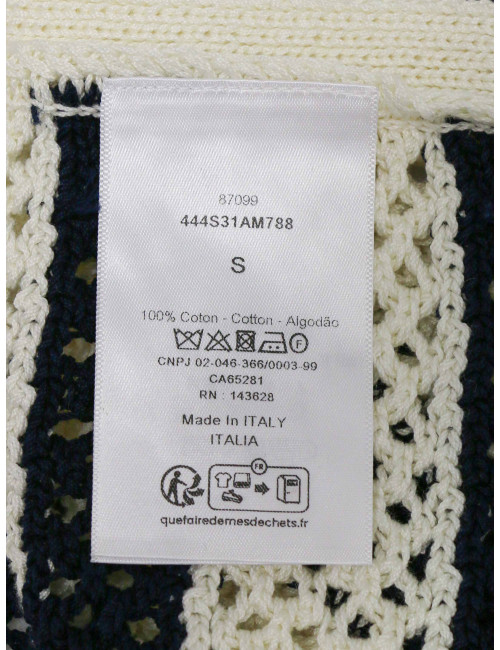 87099
444S31AM788
S
100% Coton - Cotton - Algodão
F
CNPJ 02-046-366/0003-99
CA65281
RN : 143628
Made In ITALY
ITALIA
FR
quefairedemesdechets.fr